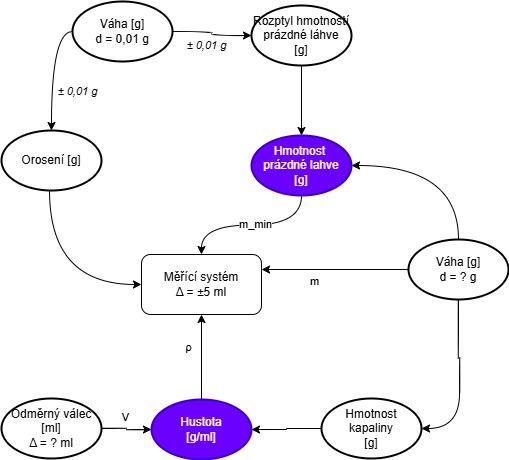 Váha [g]
d = 0,01 g
± 0,01 g
Rozptyl hmotností
prázdné láhve
[g]
± 0,01 g
Orosení [g]
Hmotnost
prázdné lahve
[g]
m_min
Měřící systém
Δ = ±5 ml
m
Váha [g]
d = ? g
ρ
Odměrný válec
[ml]
Δ = ? ml
V
Hustota
[g/ml]
Hmotnost
kapaliny
[g]